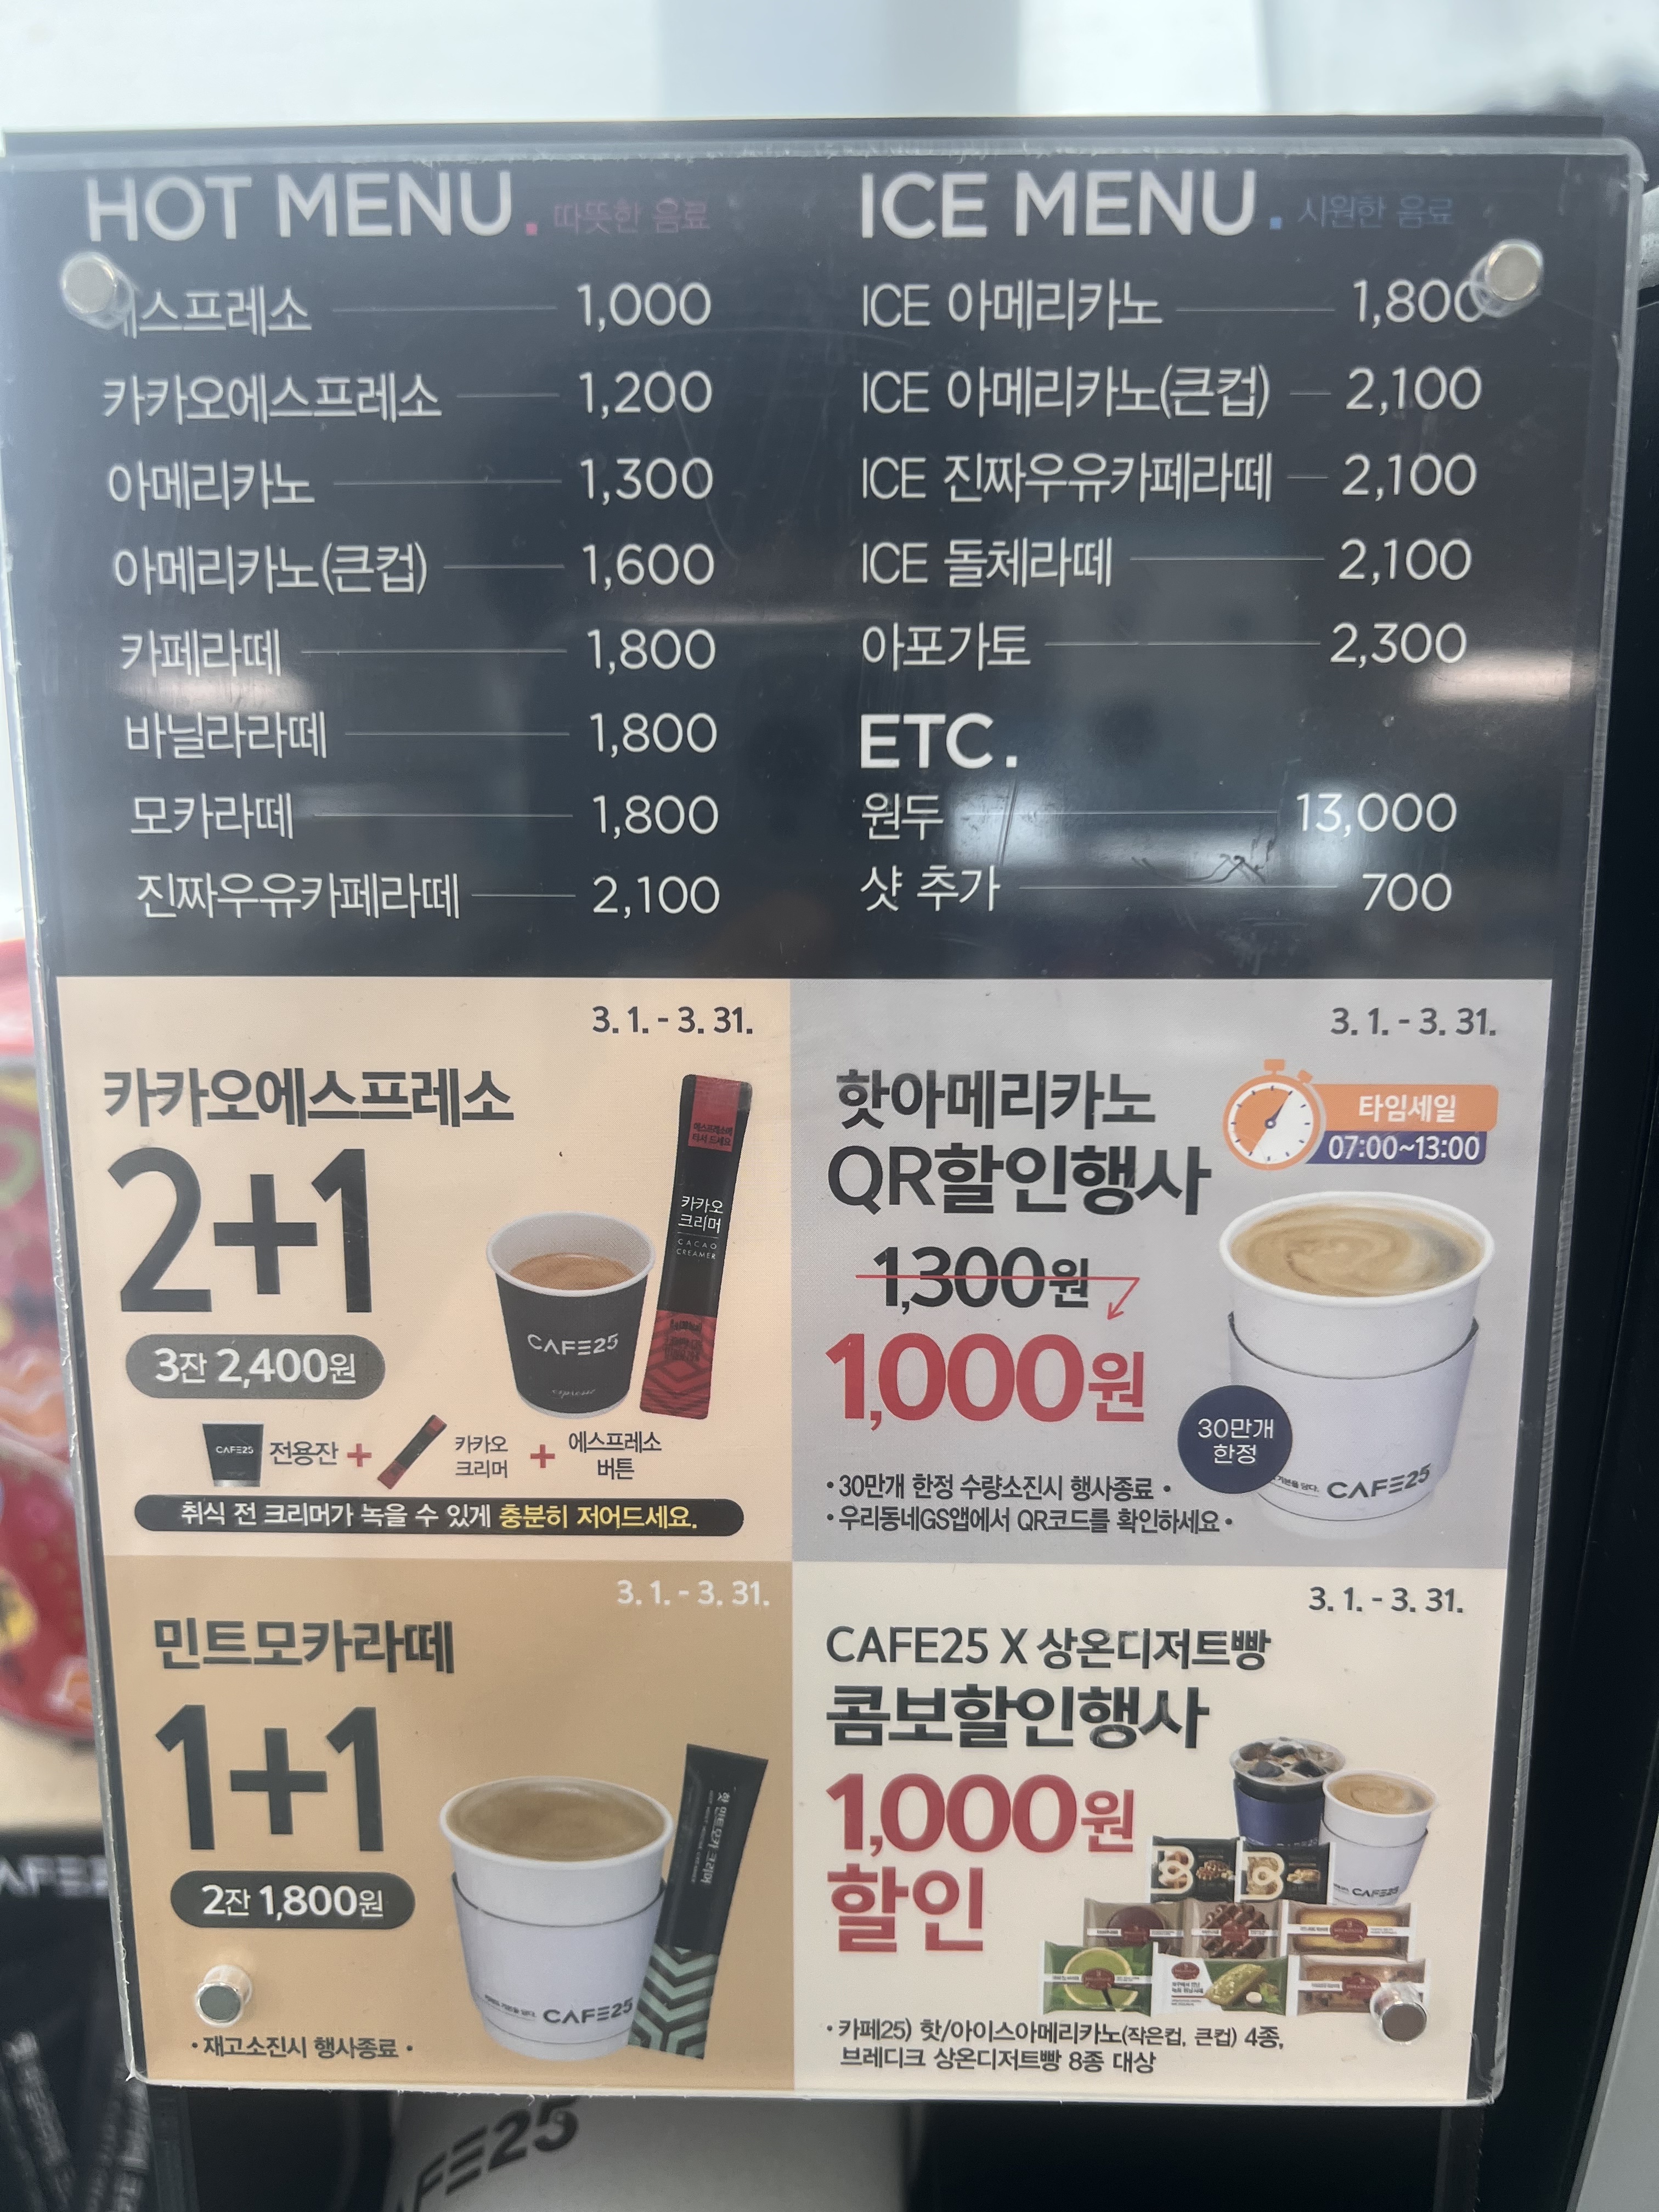 HOT MENU. 따뜻한 음료
에스프레소 1,000
카카오에스프레소 1,200
아메리카노 1,300
아메리카노(큰컵) 1,600
카페라떼 1,800
바닐라라떼 1,800
모카라떼 1,800
진짜우유카페라떼 2,100
ICE MENU. 시원한 음료
ICE 아메리카노 1,800
ICE 아메리카노(큰컵) 2,100
ICE 진짜우유카페라떼 2,100
ICE 돌체라떼 2,100
아포가토 2,300
ETC.
원두 13,000
샷 추가 700
3. 1. - 3. 31.
카카오에스프레소
2+1
3잔 2,400원
에스프레소에
타서 드세요
카카오
크리머
CACAO
CREAMER
CAFE25
espresso
CAFE25
전용잔 +
카카오
크리머
+
에스프레소
버튼
취식 전 크리머가 녹을 수 있게 충분히 저어드세요.
3. 1. - 3. 31.
핫아메리카노
QR할인행사
타임세일
07:00~13:00
1,300원
1,000원
30만개
한정
CAFE25
• 30만개 한정 수량소진시 행사종료 •
• 우리동네GS앱에서 QR코드를 확인하세요 •
3. 1. - 3. 31.
민트모카라떼
1+1
2잔 1,800원
CAFE25
• 재고소진시 행사종료 •
3. 1. - 3. 31.
CAFE25 X 상온디저트빵
콤보할인행사
1,000원
할인
CAFE25
• 카페25) 핫/아이스아메리카노(작은컵, 큰컵) 4종,
브레디크 상온디저트빵 8종 대상